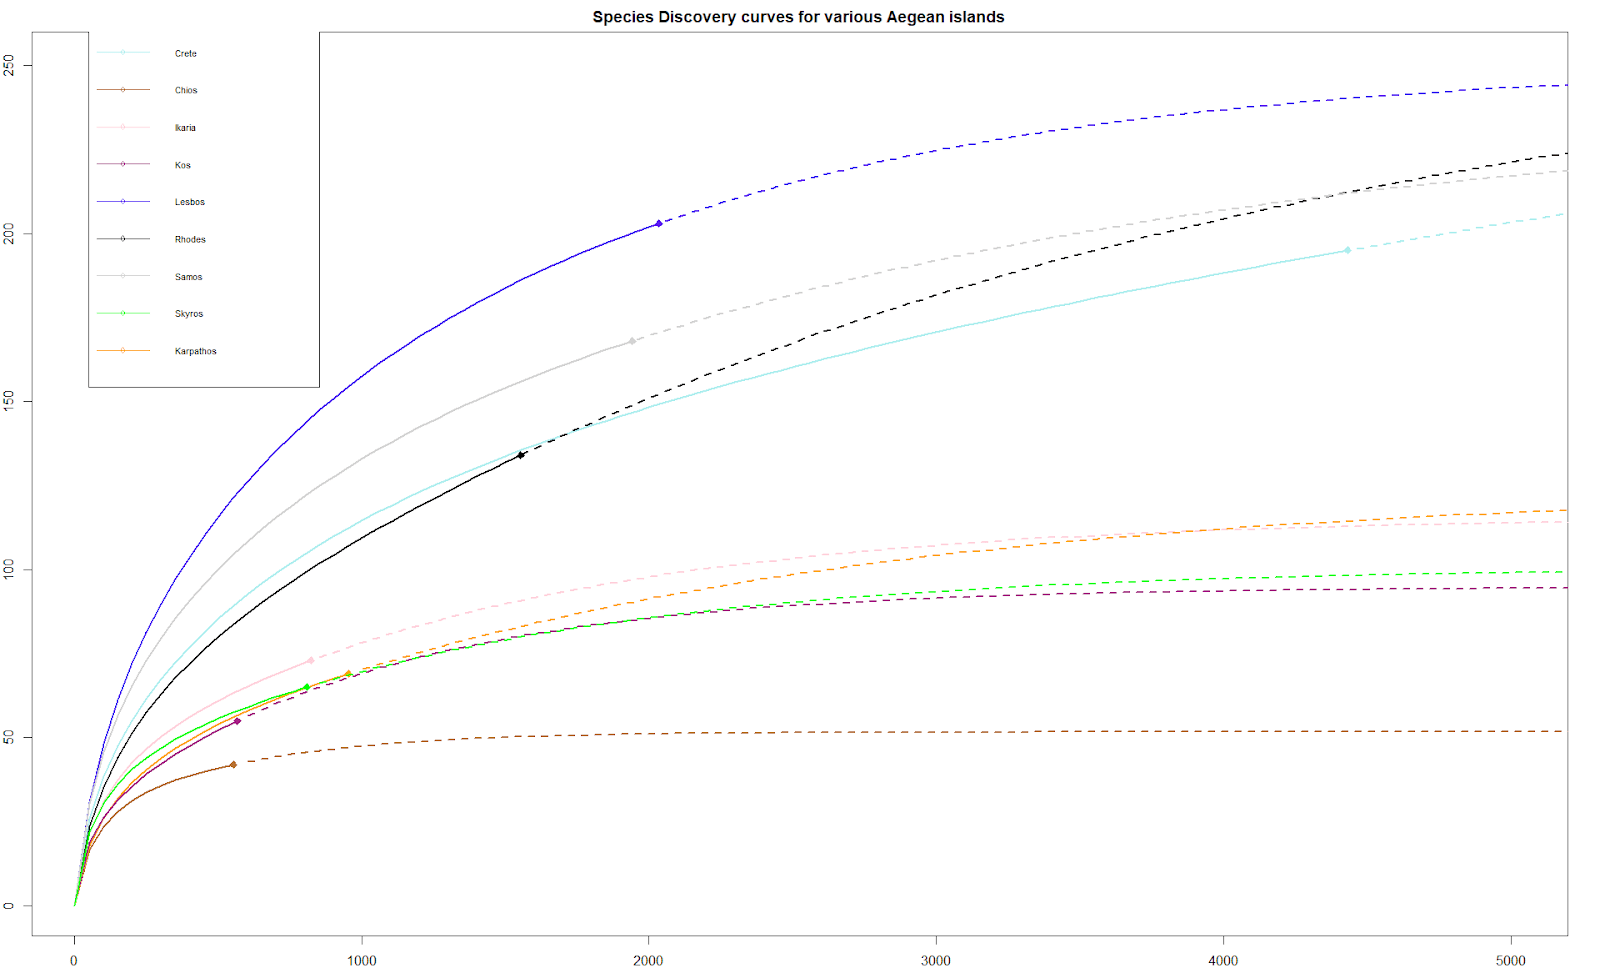 Species Discovery curves for various Aegean islands
Crete
Chios
Ikaria
Kos
Lesbos
Rhodes
Samos
Skyros
Karpathos
250
200
150
100
50
0
0 1000 2000 3000 4000 5000